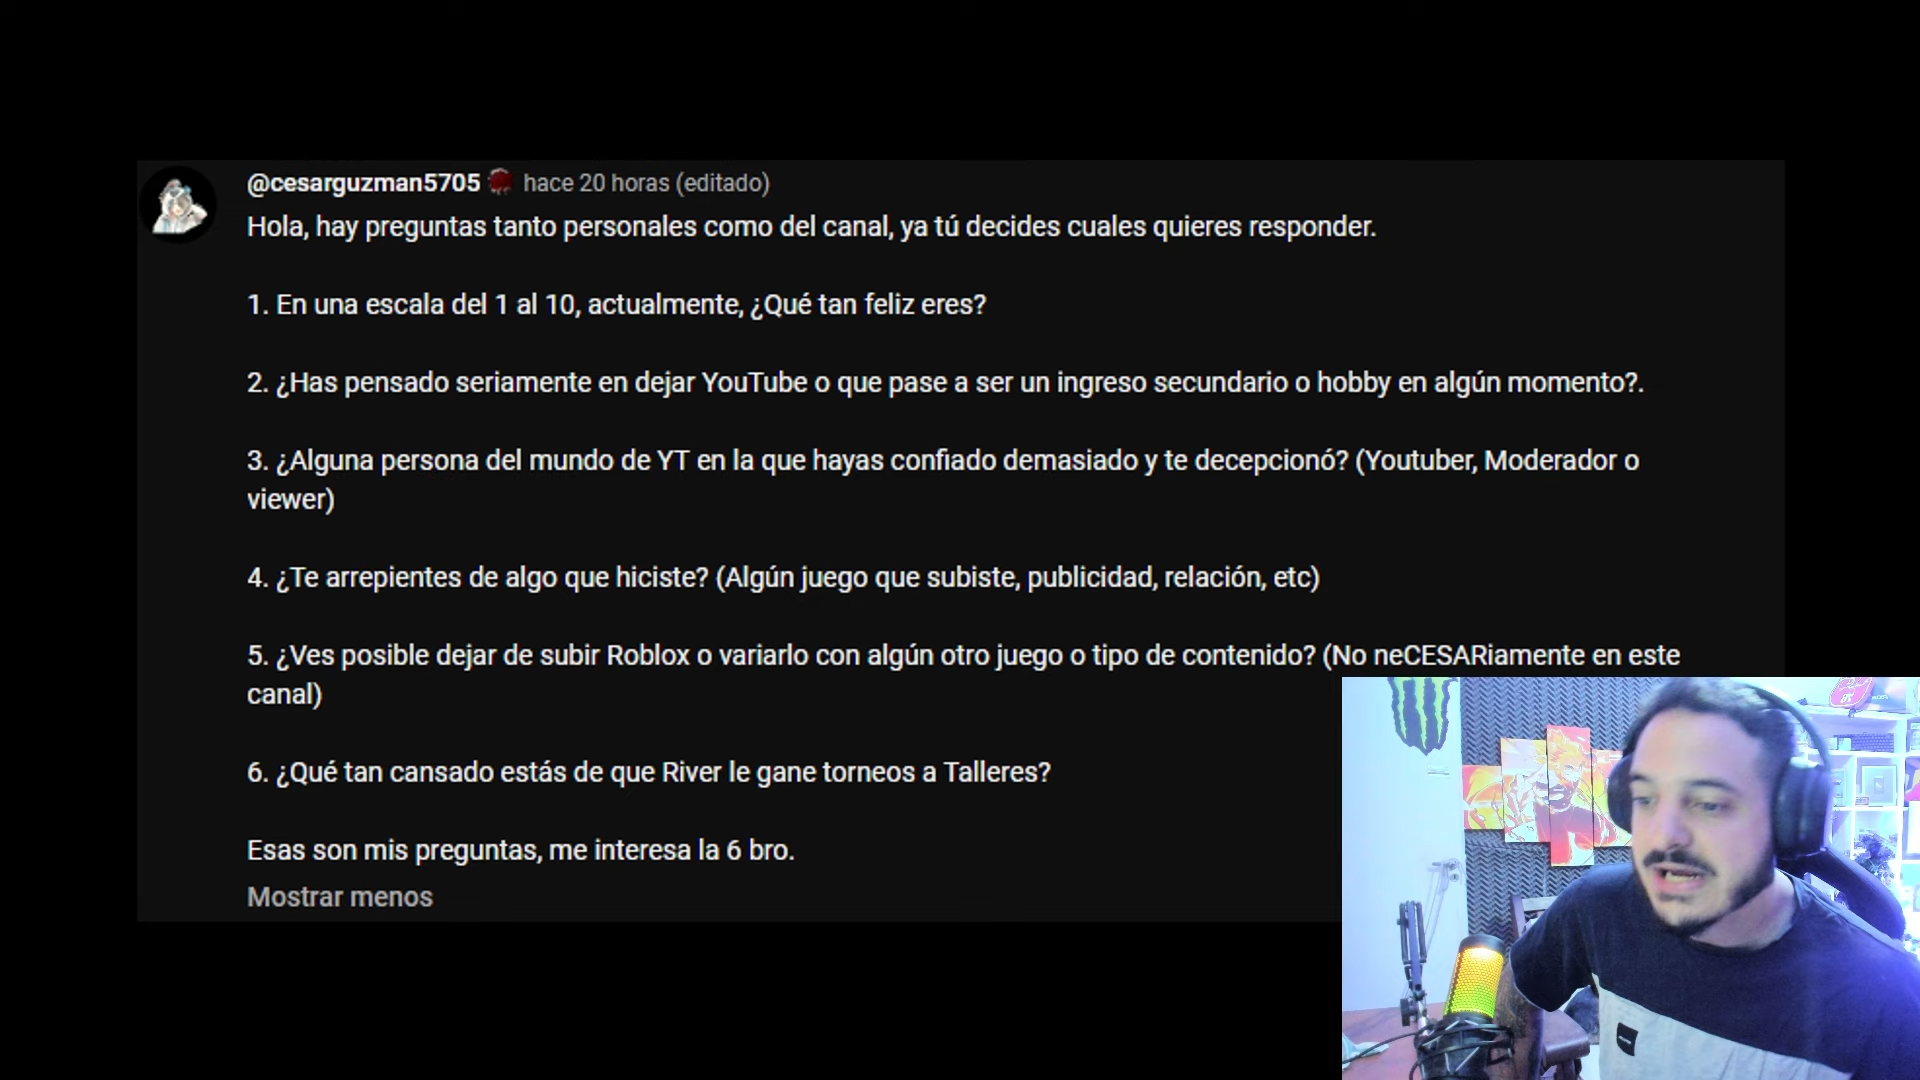 @cesarguzman5705 hace 20 horas (editado)
Hola, hay preguntas tanto personales como del canal, ya tú decides cuales quieres responder.
1. En una escala del 1 al 10, actualmente, ¿Qué tan feliz eres?
2. ¿Has pensado seriamente en dejar YouTube o que pase a ser un ingreso secundario o hobby en algún momento?.
3. ¿Alguna persona del mundo de YT en la que hayas confiado demasiado y te decepcionó? (Youtuber, Moderador o
viewer)
4. ¿Te arrepientes de algo que hiciste? (Algún juego que subiste, publicidad, relación, etc)
5. ¿Ves posible dejar de subir Roblox o variarlo con algún otro juego o tipo de contenido? (No neCESARiamente en este
canal)
6. ¿Qué tan cansado estás de que River le gane torneos a Talleres?
Esas son mis preguntas, me interesa la 6 bro.
Mostrar menos